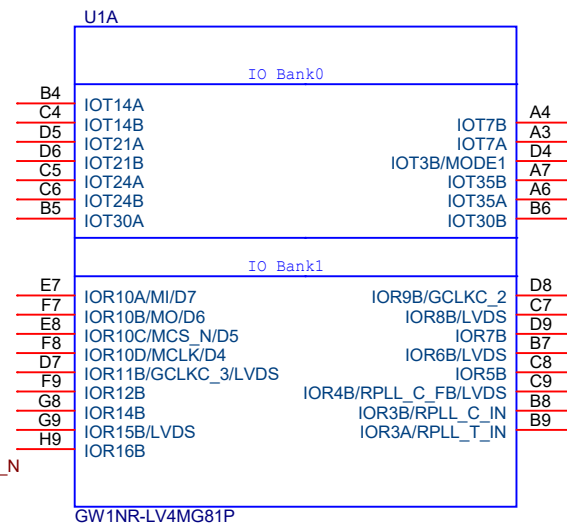 U1A
IO Bank0
B4 IOT14A
C4 IOT14B IOT7B A4
D5 IOT21A IOT7A A3
D6 IOT21B IOT3B/MODE1 D4
C5 IOT24A IOT35B A7
C6 IOT24B IOT35A A6
B5 IOT30A IOT30B B6
IO Bank1
E7 IOR10A/MI/D7 IOR9B/GCLKC_2 D8
F7 IOR10B/MO/D6 IOR8B/LVDS C7
E8 IOR10C/MCS_N/D5 IOR7B D9
F8 IOR10D/MCLK/D4 IOR6B/LVDS B7
D7 IOR11B/GCLKC_3/LVDS IOR5B C8
F9 IOR12B IOR4B/RPLL_C_FB/LVDS C9
G8 IOR14B IOR3B/RPLL_C_IN B8
G9 IOR15B/LVDS IOR3A/RPLL_T_IN B9
H9 IOR16B
_N
GW1NR-LV4MG81P